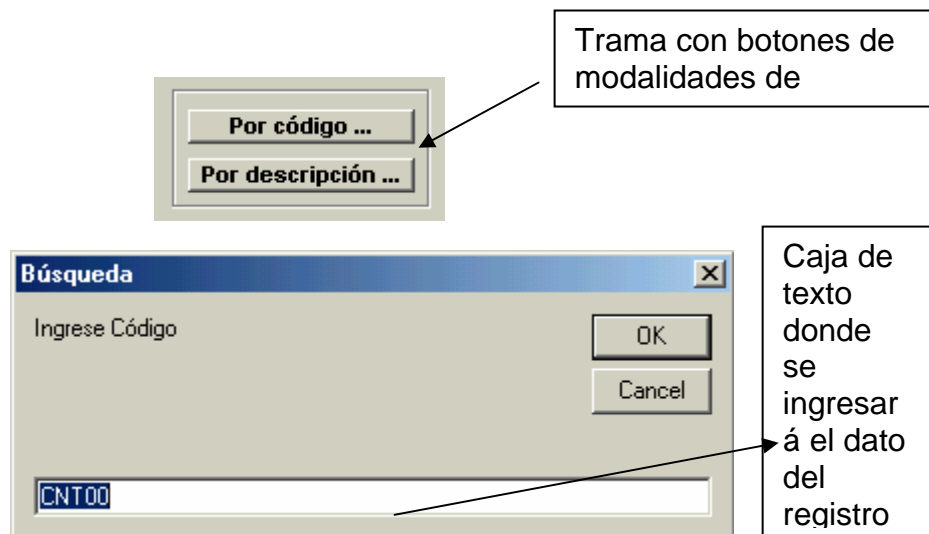 Trama con botones de
modalidades de
Por código ...
Por descripción ...
Búsqueda
Ingrese Código
OK
Cancel
CNT00
Caja de
texto
donde
se
ingresar
á el dato
del
registro